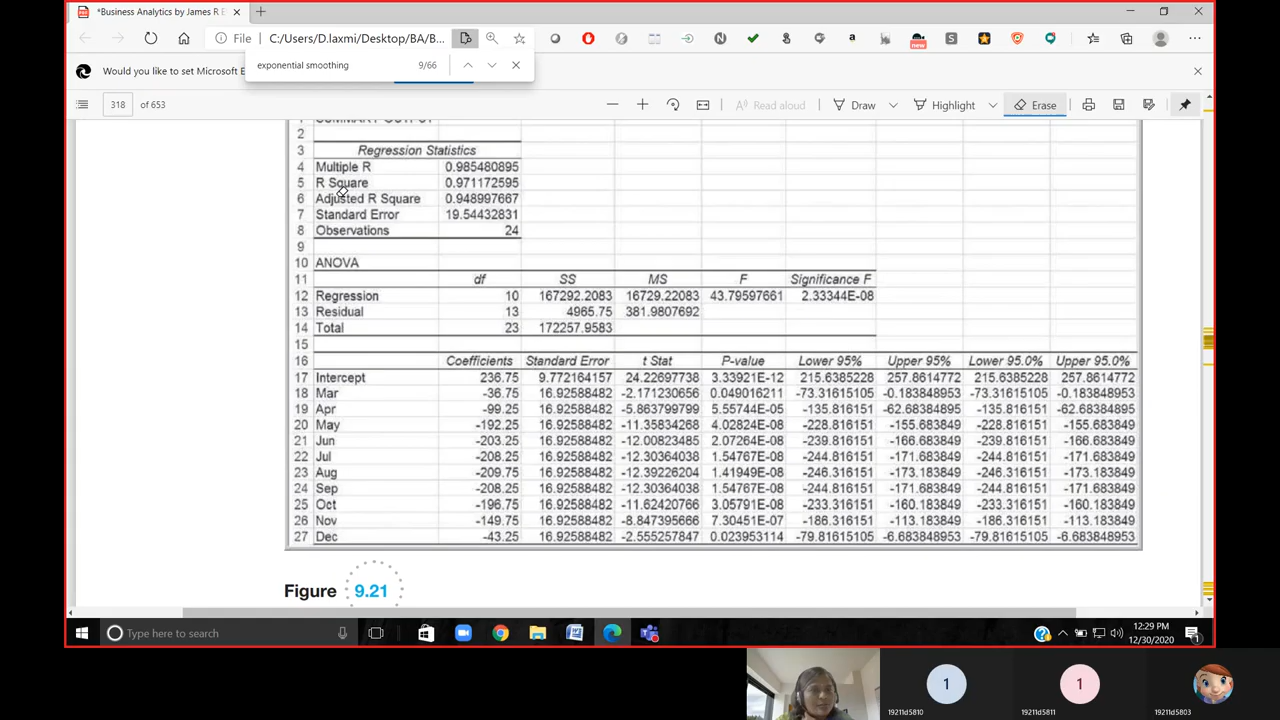 *Business Analytics by James R E
File C:/Users/D.laxmi/Desktop/BA/B...
exponential smoothing 9/66
Would you like to set Microsoft E
318 of 653 Read aloud Draw Highlight Erase
1 SUMMARY OUTPUT
2
3 Regression Statistics
4 Multiple R 0.985480895
5 R Square 0.971172595
6 Adjusted R Square 0.948997667
7 Standard Error 19.54432831
8 Observations 24
9
10 ANOVA
11 df SS MS F Significance F
12 Regression 10 167292.2083 16729.22083 43.79597661 2.33344E-08
13 Residual 13 4965.75 381.9807692
14 Total 23 172257.9583
15
16 Coefficients Standard Error t Stat P-value Lower 95% Upper 95% Lower 95.0% Upper 95.0%
17 Intercept 236.75 9.772164157 24.22697738 3.33921E-12 215.6385228 257.8614772 215.6385228 257.8614772
18 Mar -36.75 16.92588482 -2.171230656 0.049016211 -73.31615105 -0.183848953 -73.31615105 -0.183848953
19 Apr -99.25 16.92588482 -5.863799799 5.55744E-05 -135.816151 -62.68384895 -135.816151 -62.68384895
20 May -192.25 16.92588482 -11.35834268 4.02824E-08 -228.816151 -155.683849 -228.816151 -155.683849
21 Jun -203.25 16.92588482 -12.00823485 2.07264E-08 -239.816151 -166.683849 -239.816151 -166.683849
22 Jul -208.25 16.92588482 -12.30364038 1.54767E-08 -244.816151 -171.683849 -244.816151 -171.683849
23 Aug -209.75 16.92588482 -12.39226204 1.41949E-08 -246.316151 -173.183849 -246.316151 -173.183849
24 Sep -208.25 16.92588482 -12.30364038 1.54767E-08 -244.816151 -171.683849 -244.816151 -171.683849
25 Oct -196.75 16.92588482 -11.62420766 3.05791E-08 -233.316151 -160.183849 -233.316151 -160.183849
26 Nov -149.75 16.92588482 -8.847395666 7.30451E-07 -186.316151 -113.183849 -186.316151 -113.183849
27 Dec -43.25 16.92588482 -2.555257847 0.023953114 -79.81615105 -6.683848953 -79.81615105 -6.683848953
Figure 9.21
Type here to search
12:29 PM
12/30/2020
1 1
19211d5810 19211d5811 19211d5803